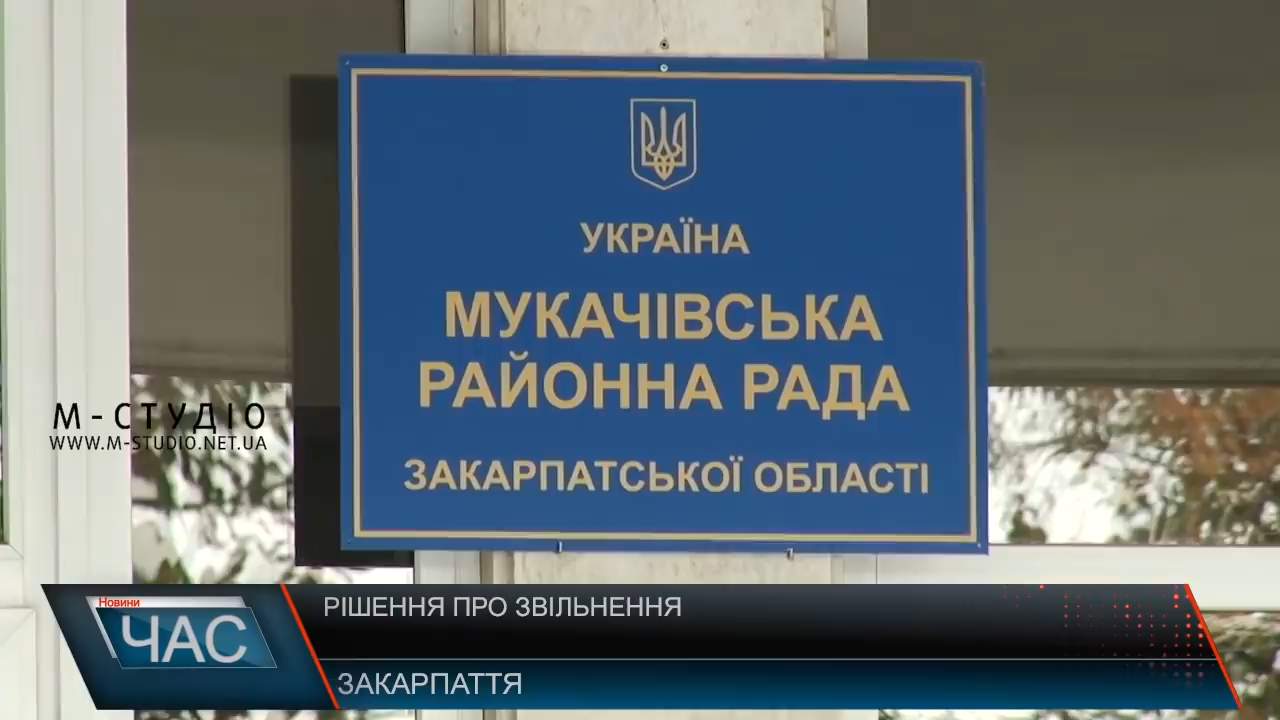 УКРАЇНА
МУКАЧІВСЬКА
РАЙОННА РАДА
ЗАКАРПАТСЬКОЇ ОБЛАСТІ
М-СТУДІО
WWW.M-STUDIO.NET.UA
Новини
ЧАС
РІШЕННЯ ПРО ЗВІЛЬНЕННЯ
ЗАКАРПАТТЯ